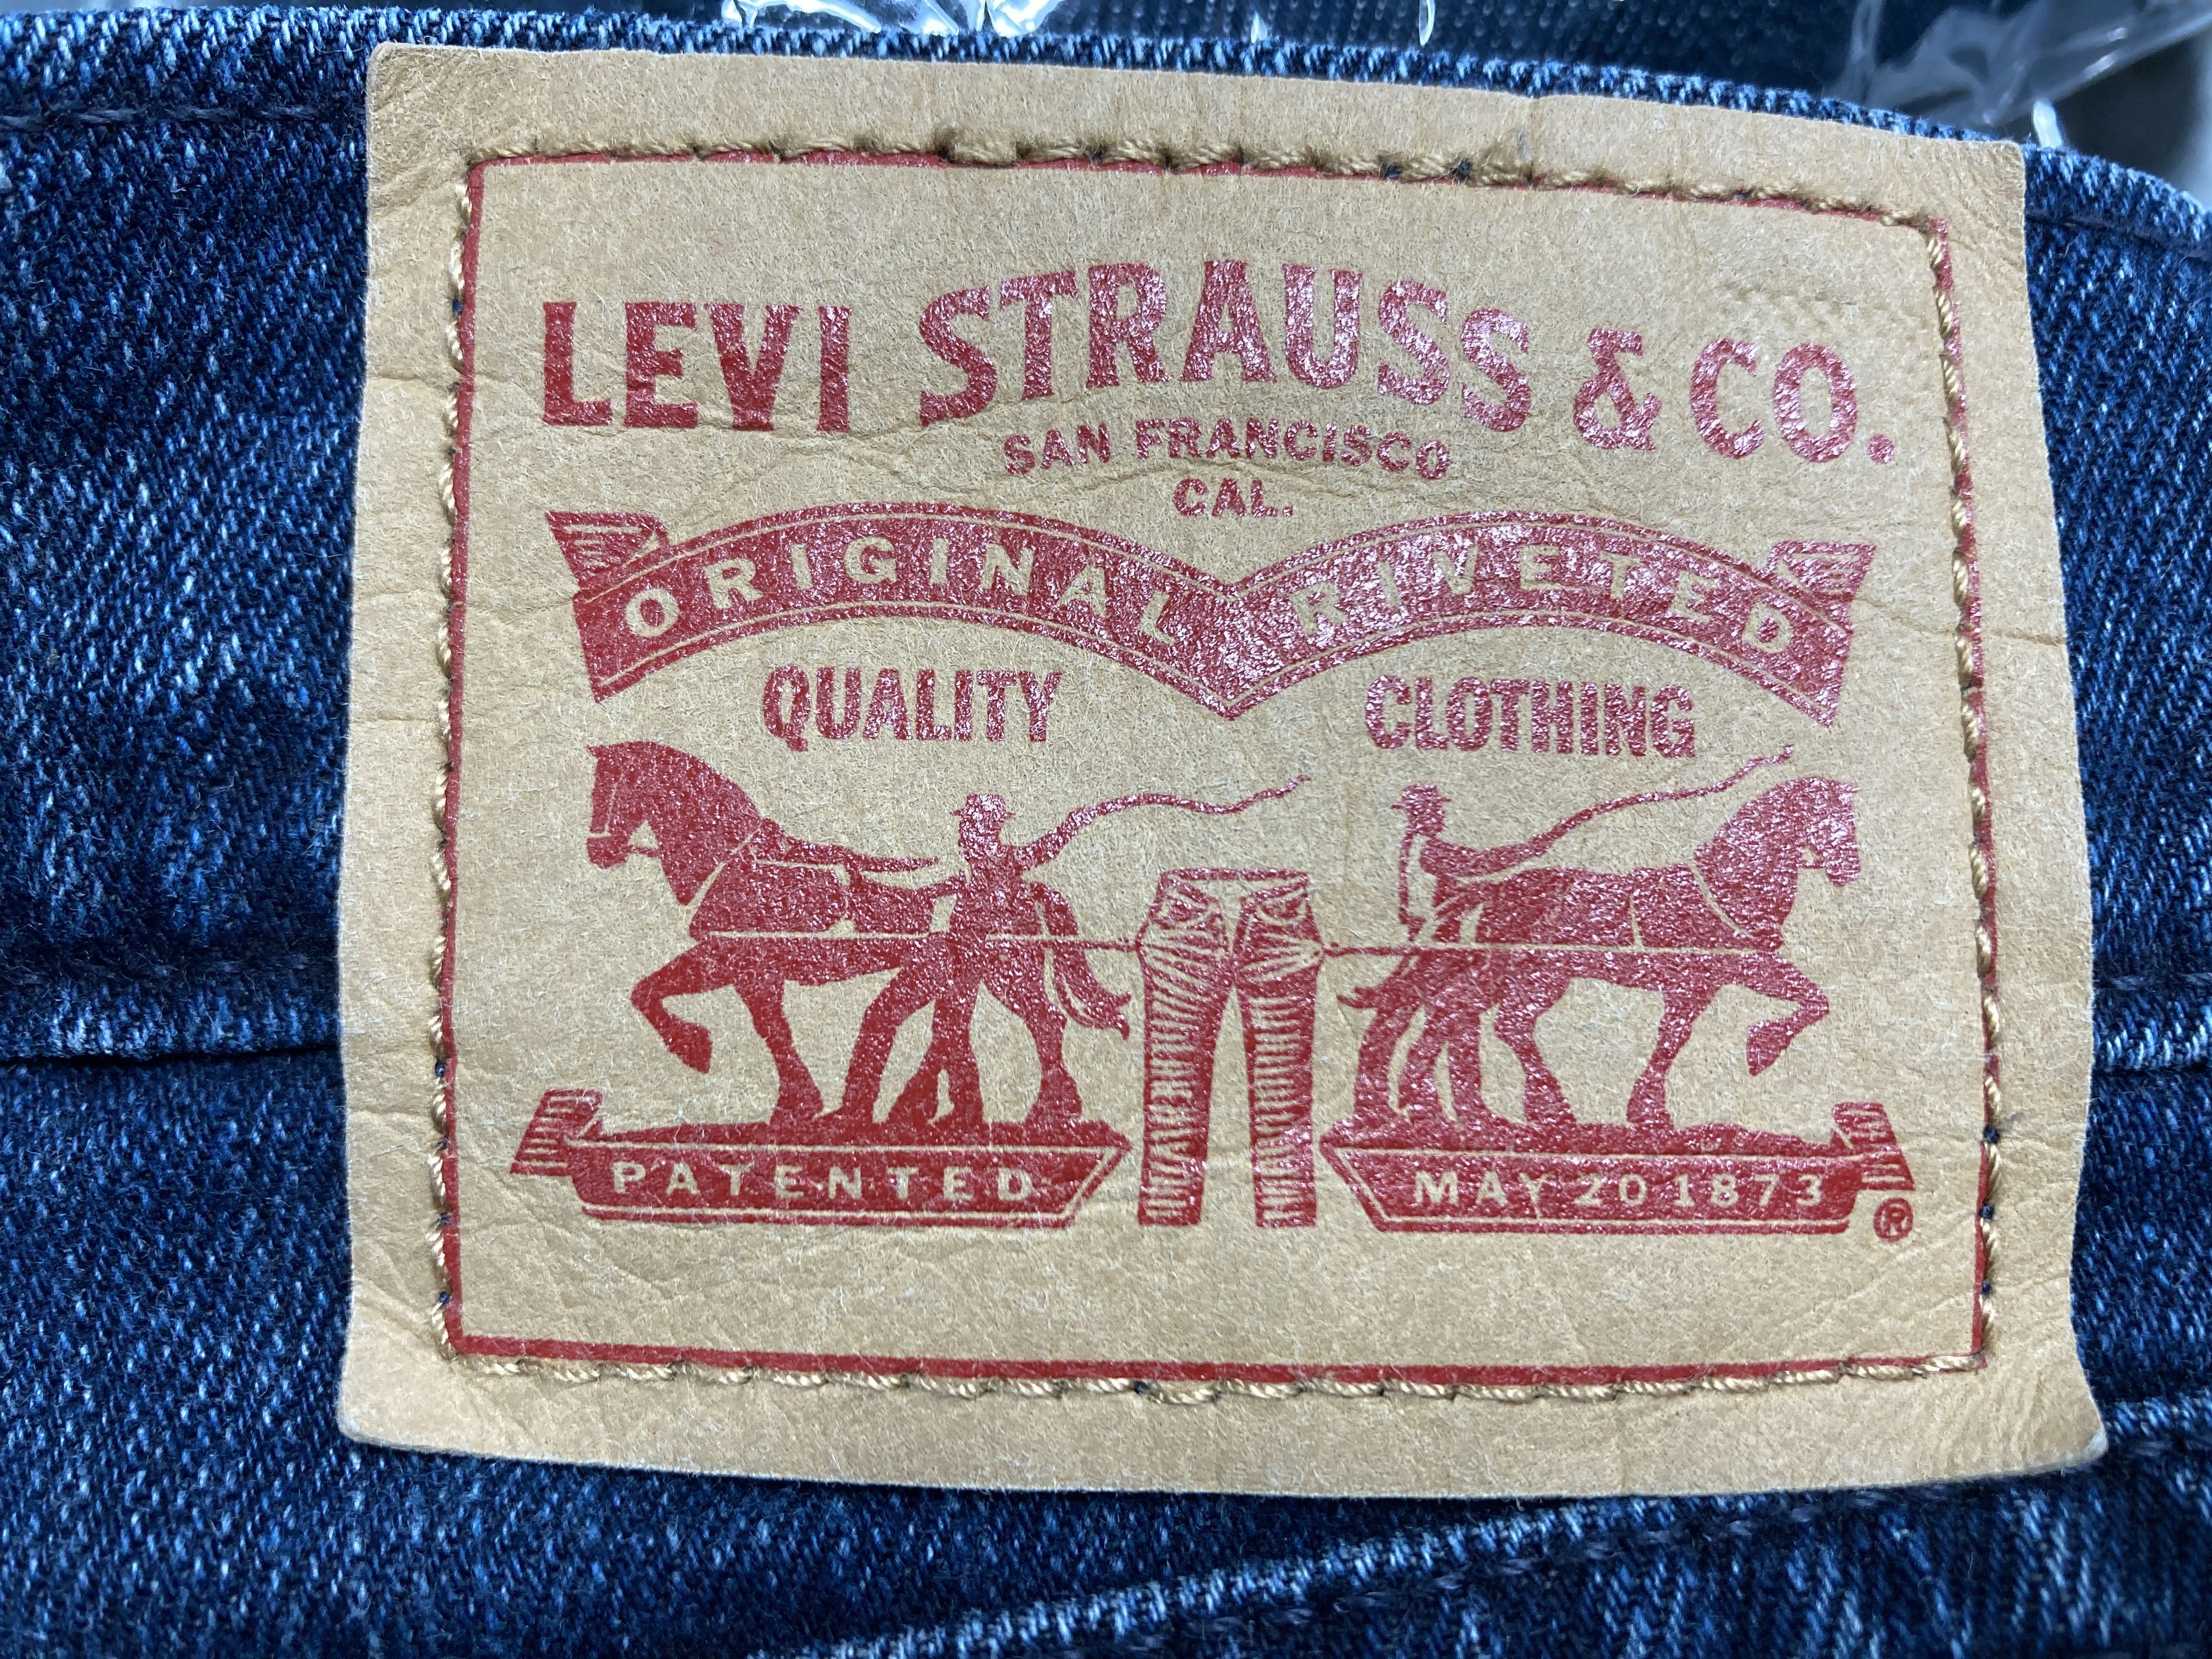 LEVI STRAUSS & CO.
SAN FRANCISCO
CAL.
ORIGINAL RIVETED
QUALITY CLOTHING
PATENTED MAY 20 1873 ®